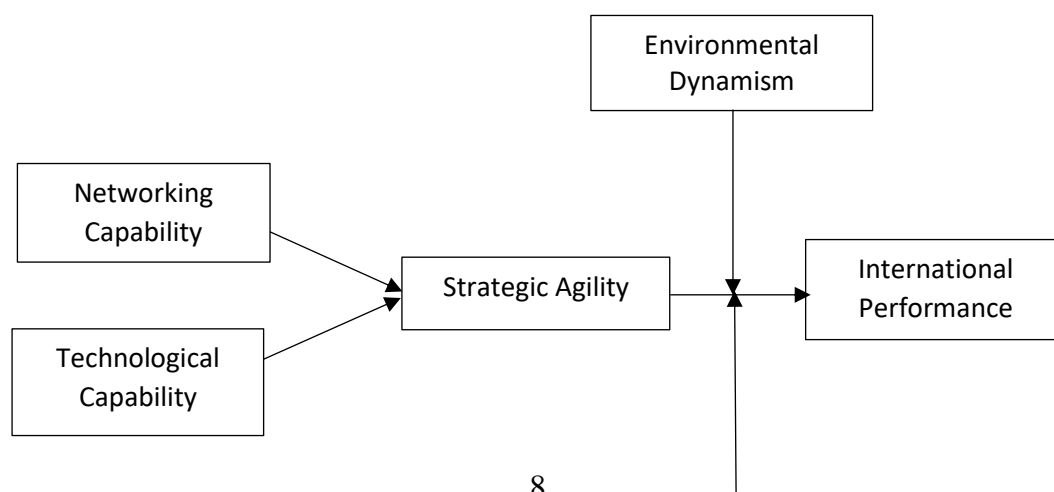 Environmental
Dynamism
Networking
Capability
Strategic Agility
International
Performance
Technological
Capability
8